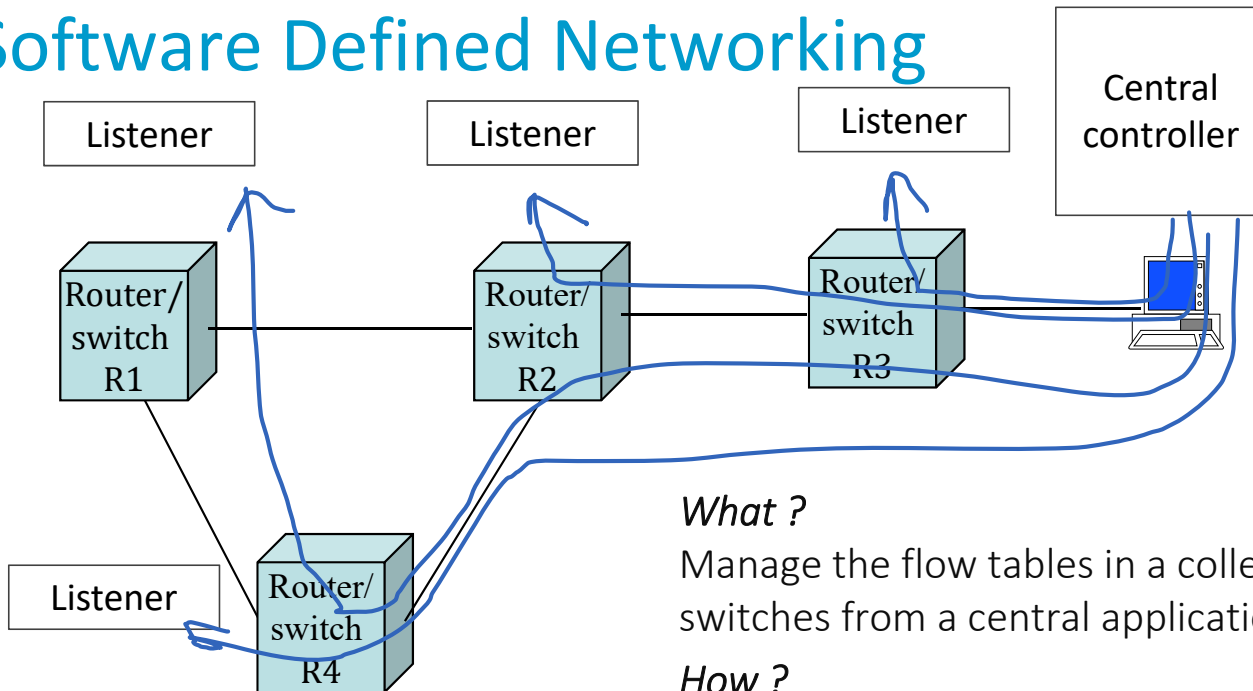 Software Defined Networking
Central
controller
Listener
Listener
Listener
Router/
switch
R1
Router/
switch
R2
Router/
switch
R3
What ?
Manage the flow tables in a colle
switches from a central applicatio
How ?
Listener
Router/
switch
R4